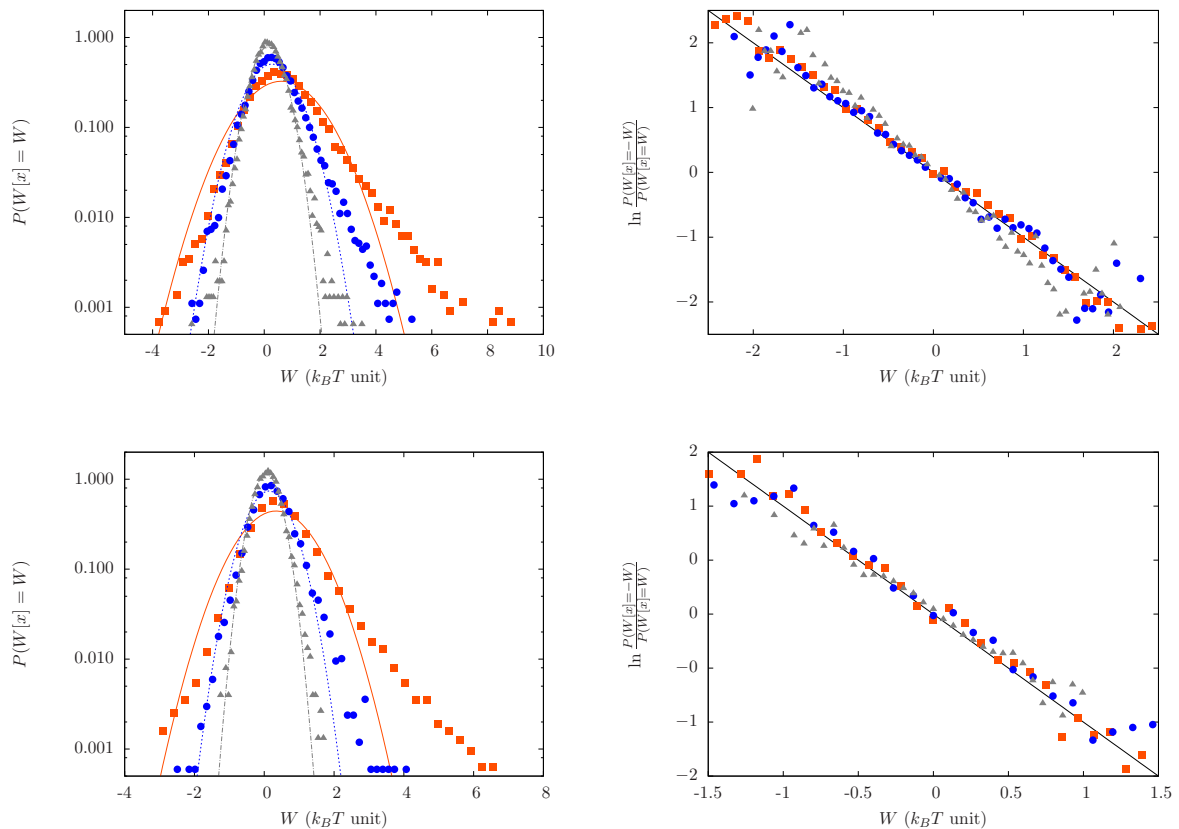 1.000
0.100
0.010
0.001
P(W[x] = W)
-4 -2 0 2 4 6 8 10
W (k_BT unit)
2
1
0
−1
−2
ln P(W[x]=−W) / P(W[x]=W)
-2 -1 0 1 2
W (k_BT unit)
1.000
0.100
0.010
0.001
P(W[x] = W)
-4 -2 0 2 4 6 8
W (k_BT unit)
2
1
0
0
−0
−1
−2
ln P(W[x]=−W) / P(W[x]=W)
-1.5 -1 -0.5 0 0.5 1 1.5
W (k_BT unit)